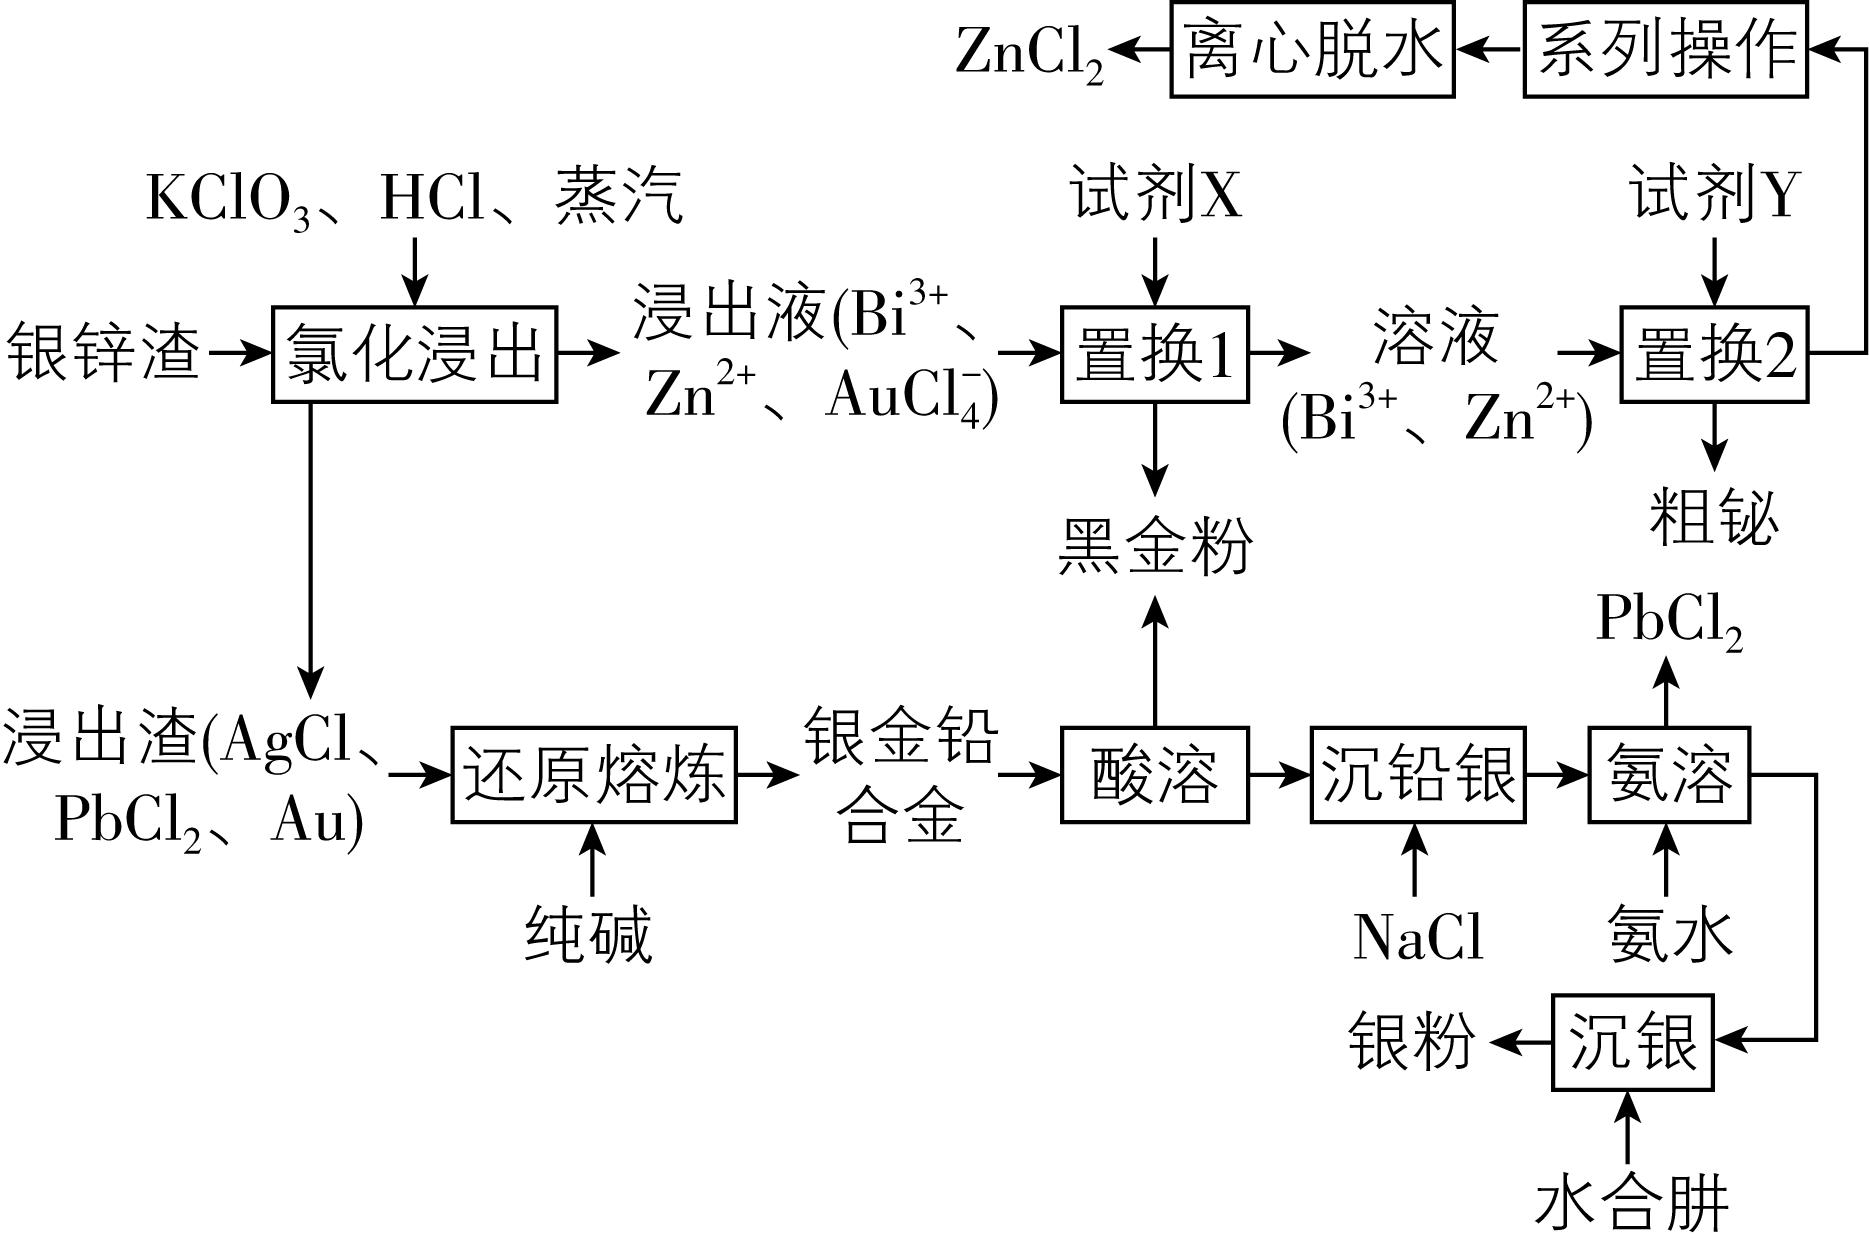 ZnCl₂
离心脱水
系列操作
KClO₃、HCl、蒸汽
试剂X
试剂Y
银锌渣
氯化浸出
浸出液(Bi³⁺、
Zn²⁺、AuCl₄⁻)
置换1
溶液
(Bi³⁺、Zn²⁺)
置换2
黑金粉
粗铋
PbCl₂
浸出渣(AgCl、
PbCl₂、Au)
还原熔炼
银金铅
合金
酸溶
沉铅银
氨溶
纯碱
NaCl
氨水
银粉
沉银
水合肼